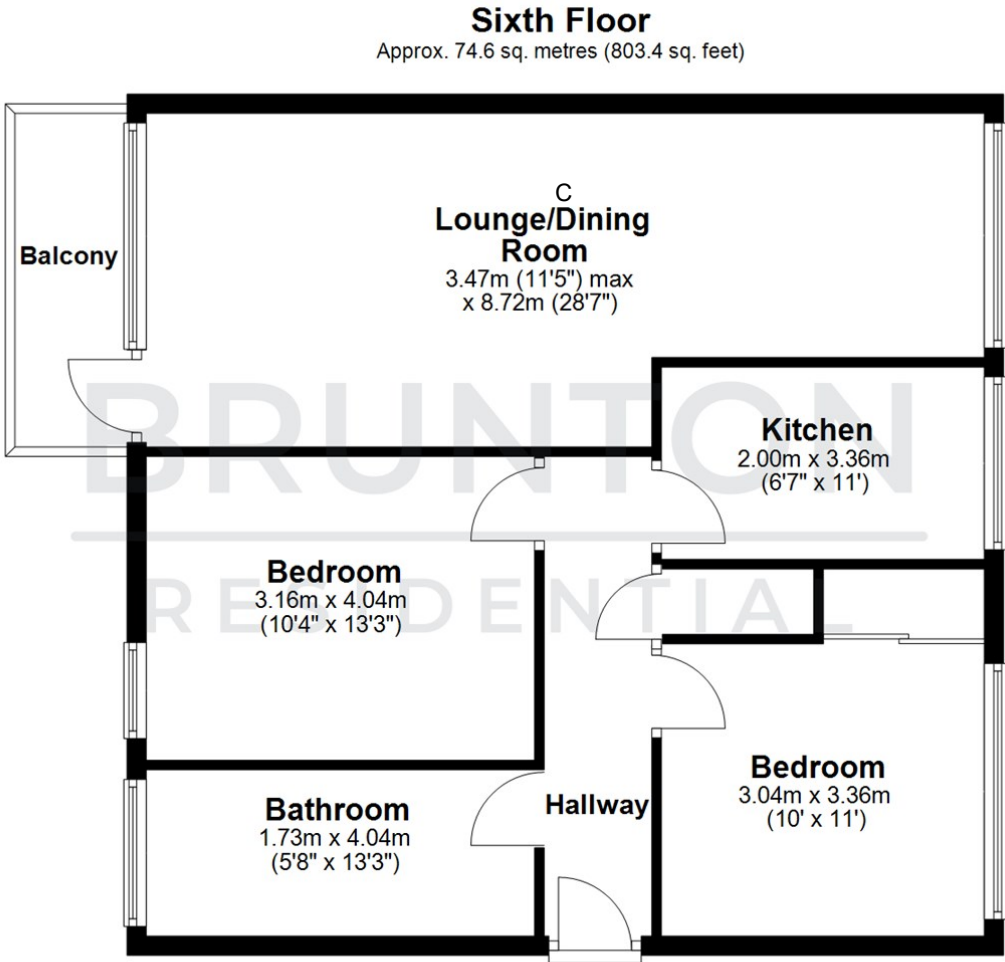 Sixth Floor
Approx. 74.6 sq. metres (803.4 sq. feet)
C
Lounge/Dining
Room
3.47m (11'5") max
x 8.72m (28'7")
Balcony
BRUNTON
RESIDENTIAL
Kitchen
2.00m x 3.36m
(6'7" x 11')
Bedroom
3.16m x 4.04m
(10'4" x 13'3")
Bedroom
3.04m x 3.36m
(10' x 11')
Bathroom
1.73m x 4.04m
(5'8" x 13'3")
Hallway